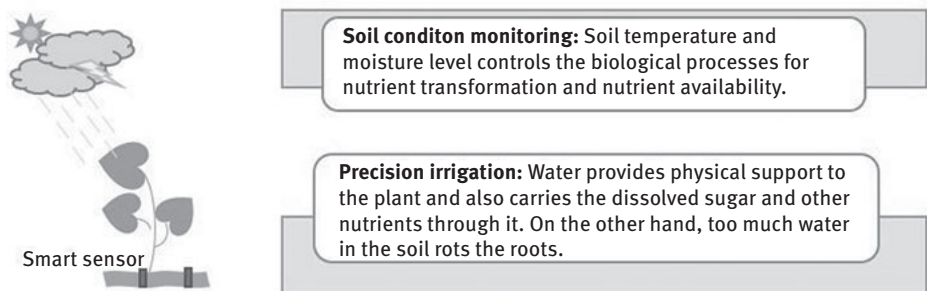 Soil conditon monitoring: Soil temperature and
moisture level controls the biological processes for
nutrient transformation and nutrient availability.
Precision irrigation: Water provides physical support to
the plant and also carries the dissolved sugar and other
nutrients through it. On the other hand, too much water
in the soil rots the roots.
Smart sensor